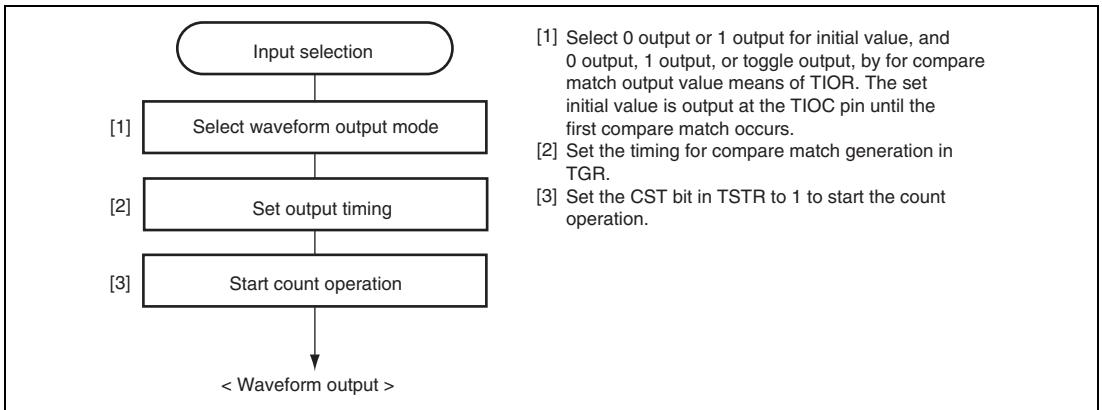 Input selection
[1] Select waveform output mode
[2] Set output timing
[3] Start count operation
< Waveform output >
[1] Select 0 output or 1 output for initial value, and
0 output, 1 output, or toggle output, by for compare
match output value means of TIOR. The set
initial value is output at the TIOC pin until the
first compare match occurs.
[2] Set the timing for compare match generation in
TGR.
[3] Set the CST bit in TSTR to 1 to start the count
operation.